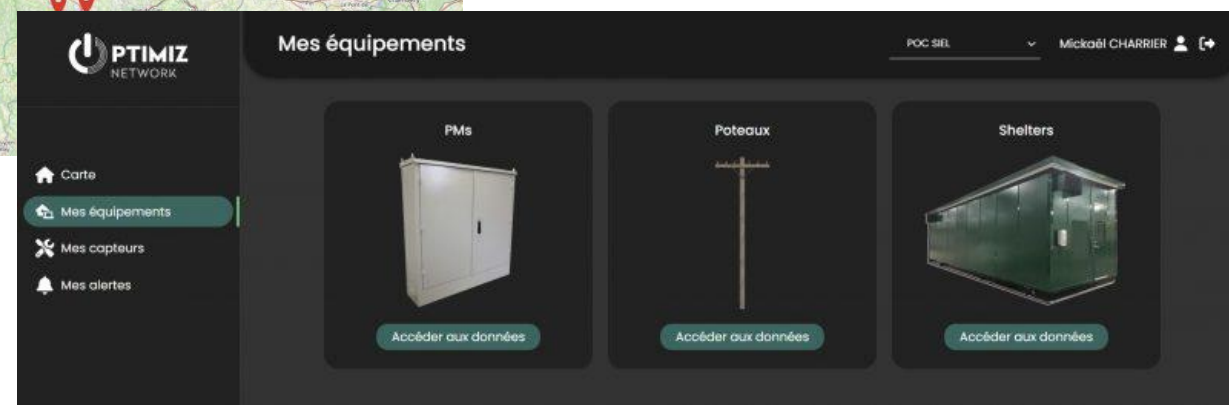 PTIMIZ
NETWORK
Mes équipements
POC SIEL
Mickaël CHARRIER
Carte
Mes équipements
Mes capteurs
Mes alertes
PMs
Poteaux
Shelters
Accéder aux données
Accéder aux données
Accéder aux données